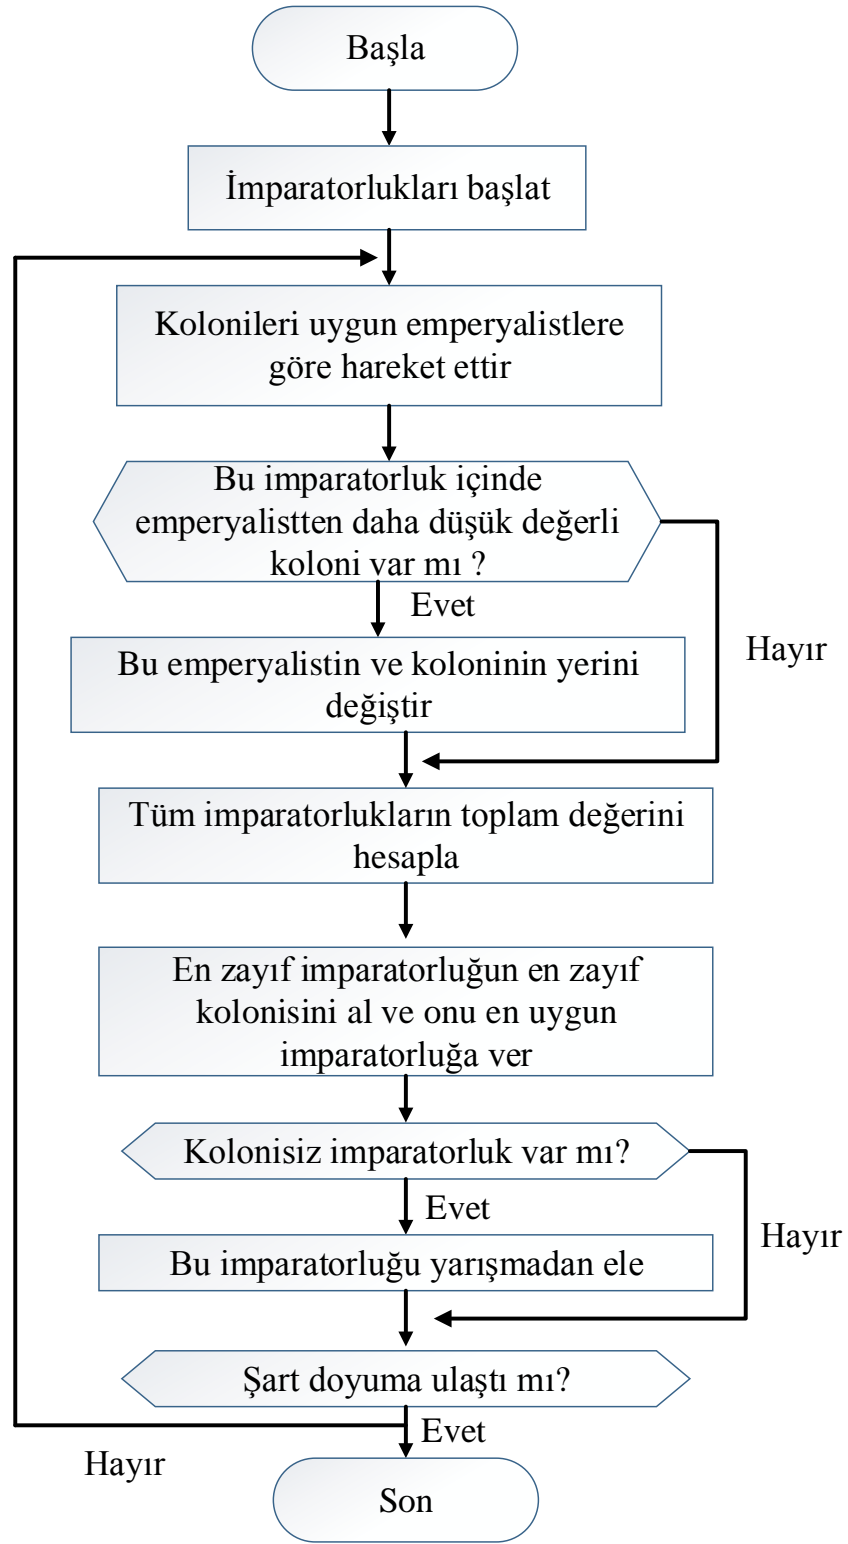 Başla
İmparatorlukları başlat
Kolonileri uygun emperyalistlere
göre hareket ettir
Bu imparatorluk içinde
emperyalistten daha düşük değerli
koloni var mı ?
Evet
Hayır
Bu emperyalistin ve koloninin yerini
değiştir
Tüm imparatorlukların toplam değerini
hesapla
En zayıf imparatorluğun en zayıf
kolonisini al ve onu en uygun
imparatorluğa ver
Kolonisiz imparatorluk var mı?
Evet
Hayır
Bu imparatorluğu yarışmadan ele
Şart doyuma ulaştı mı?
Evet
Hayır
Son